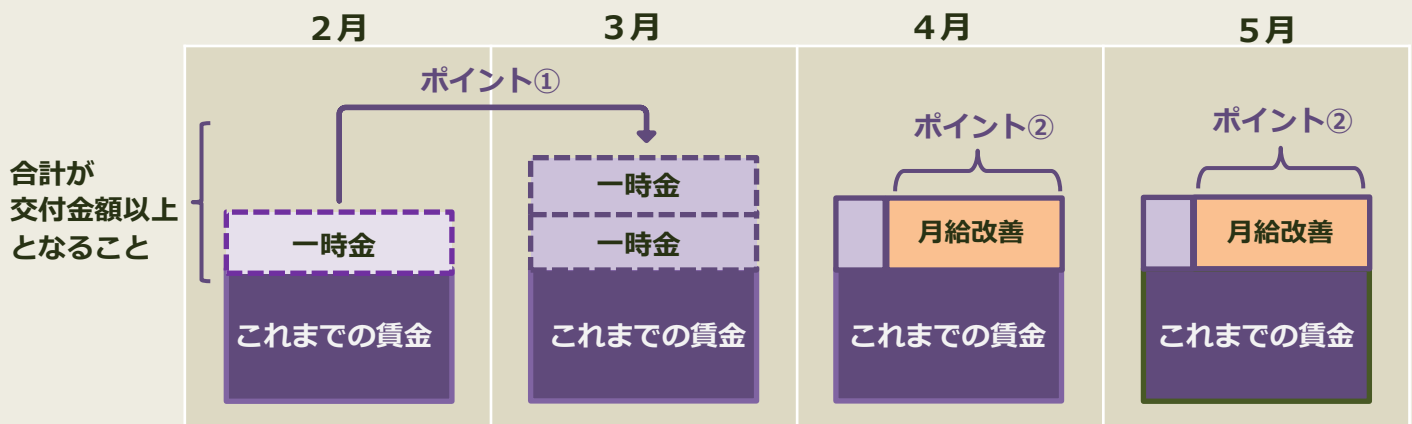 2月
3月
4月
5月
ポイント①
ポイント②
ポイント②
合計が
交付金額以上
となること
一時金
一時金
一時金
月給改善
月給改善
これまでの賃金
これまでの賃金
これまでの賃金
これまでの賃金